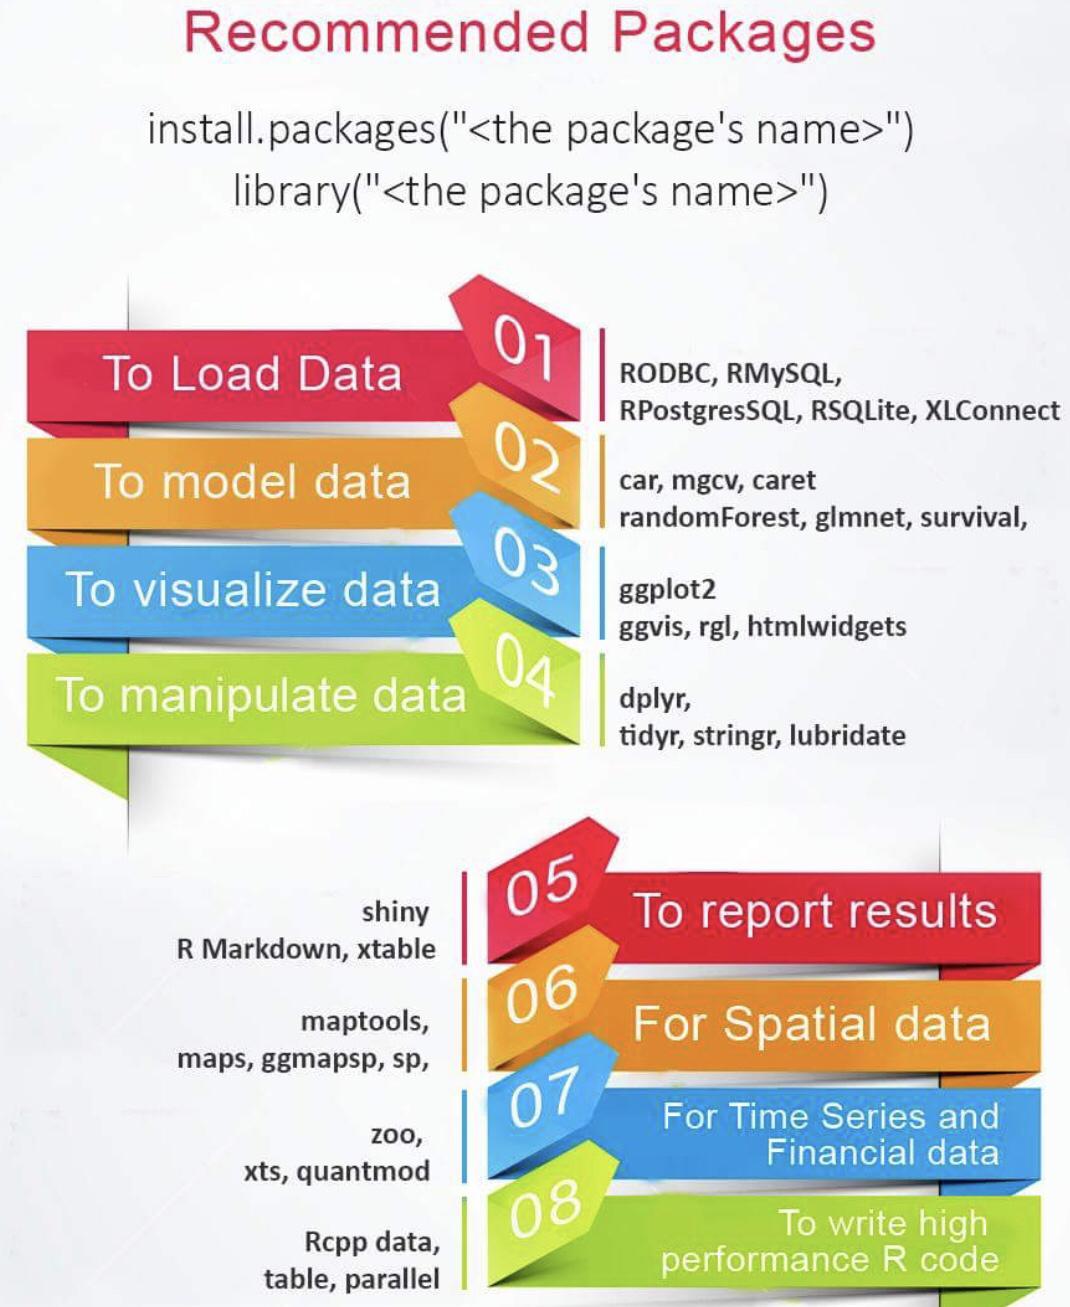 Recommended Packages
install.packages("<the package's name>")
library("<the package's name>")
01
To Load Data
RODBC, RMySQL,
RPostgresSQL, RSQLite, XLConnect
02
To model data
car, mgcv, caret
randomForest, glmnet, survival,
03
To visualize data
ggplot2
ggvis, rgl, htmlwidgets
04
To manipulate data
dplyr,
tidyr, stringr, lubridate
05
To report results
shiny
R Markdown, xtable
06
For Spatial data
maptools,
maps, ggmapsp, sp,
07
For Time Series and
Financial data
zoo,
xts, quantmod
08
To write high
performance R code
Rcpp data,
table, parallel